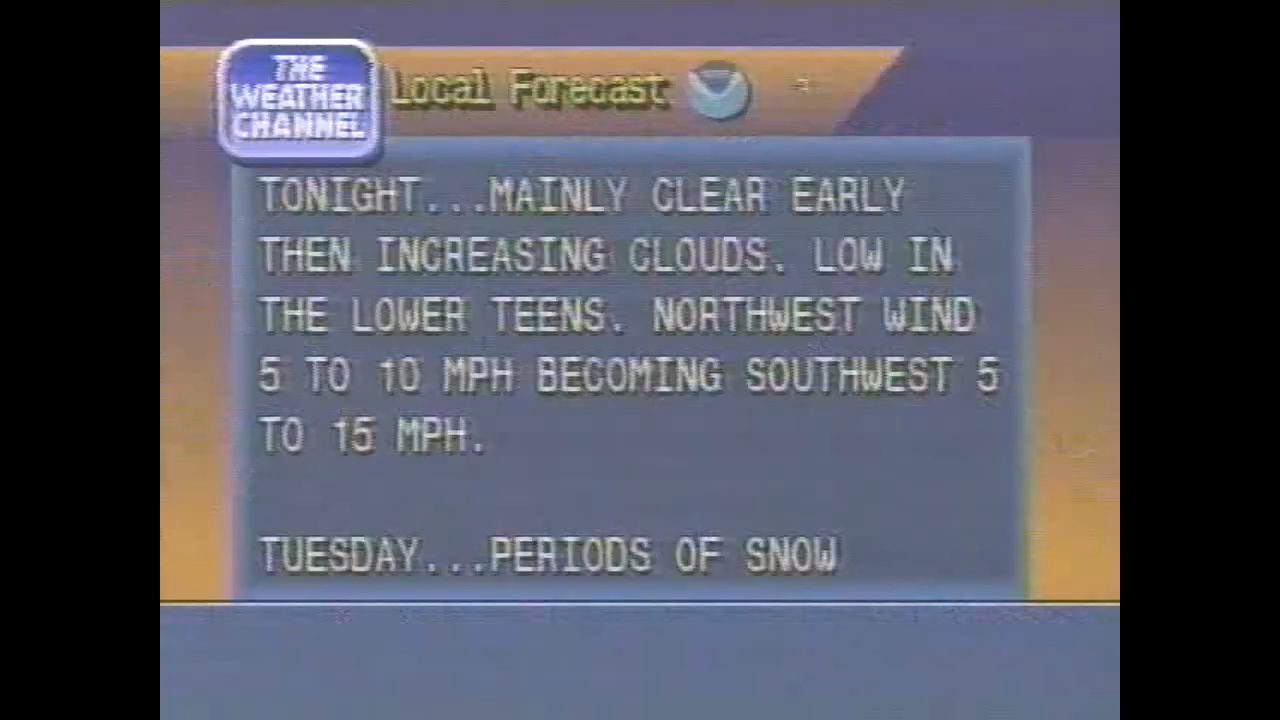 THE
WEATHER
CHANNEL
Local Forecast
TONIGHT...MAINLY CLEAR EARLY
THEN INCREASING CLOUDS. LOW IN
THE LOWER TEENS. NORTHWEST WIND
5 TO 10 MPH BECOMING SOUTHWEST 5
TO 15 MPH.
TUESDAY...PERIODS OF SNOW